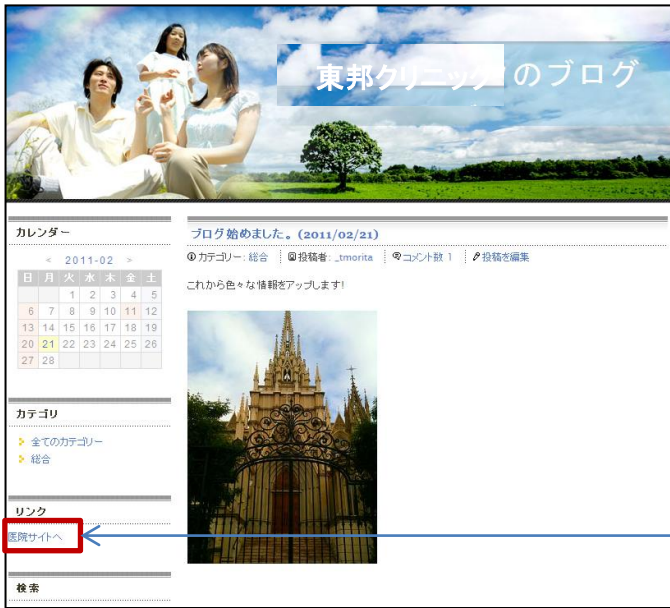 東邦クリニック のブログ
カレンダー
< 2011-02 >
日 月 火 水 木 金 土
1 2 3 4 5
6 7 8 9 10 11 12
13 14 15 16 17 18 19
20 21 22 23 24 25 26
27 28
カテゴリ
全てのカテゴリー
総合
リンク
医院サイトへ
検索
ブログ始めました。(2011/02/21)
カテゴリー: 総合 投稿者: _tmorita コメント数 1 投稿を編集
これから色々な情報をアップします!